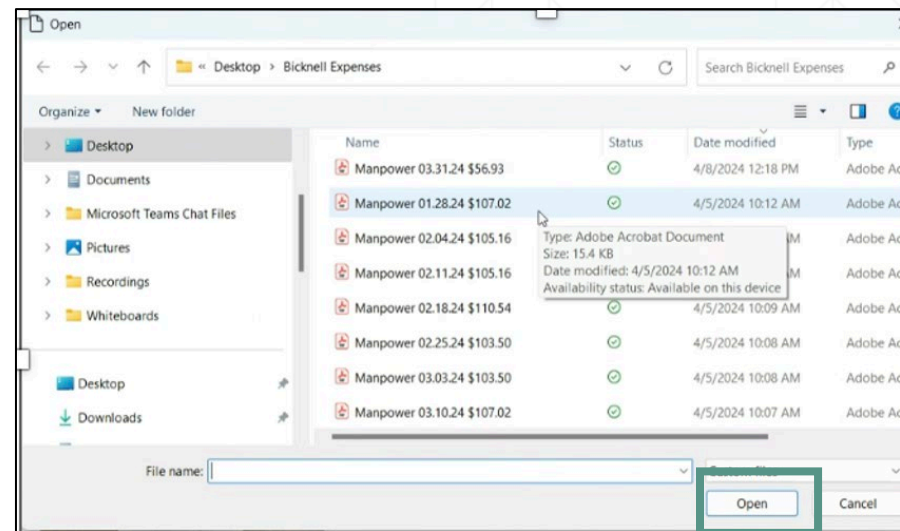 Open
« Desktop > Bicknell Expenses
Search Bicknell Expenses
Organize
New folder
Desktop
Documents
Microsoft Teams Chat Files
Pictures
Recordings
Whiteboards
Desktop
Downloads
Name Status Date modified Type
Manpower 03.31.24 $56.93 4/8/2024 12:18 PM Adobe Ac
Manpower 01.28.24 $107.02 4/5/2024 10:12 AM Adobe Ac
Manpower 02.04.24 $105.16 AM Adobe Ac
Manpower 02.11.24 $105.16 AM Adobe Ac
Manpower 02.18.24 $110.54 4/5/2024 10:09 AM Adobe Ac
Manpower 02.25.24 $103.50 4/5/2024 10:08 AM Adobe Ac
Manpower 03.03.24 $103.50 4/5/2024 10:08 AM Adobe Ac
Manpower 03.10.24 $107.02 4/5/2024 10:07 AM Adobe Ac
Type: Adobe Acrobat Document
Size: 15.4 KB
Date modified: 4/5/2024 10:12 AM
Availability status: Available on this device
File name:
Open
Cancel